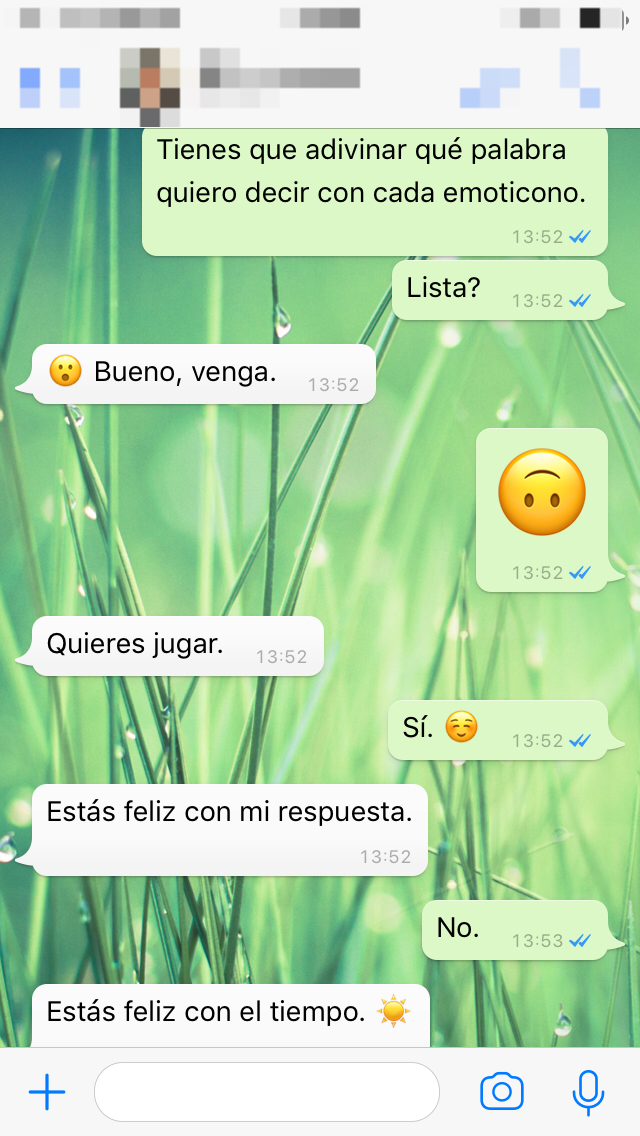 Tienes que adivinar qué palabra
quiero decir con cada emoticono.
13:52
Lista?
13:52
😮 Bueno, venga.
13:52
🙃
13:52
Quieres jugar.
13:52
Sí. ☺️
13:52
Estás feliz con mi respuesta.
13:52
No.
13:53
Estás feliz con el tiempo. ☀️